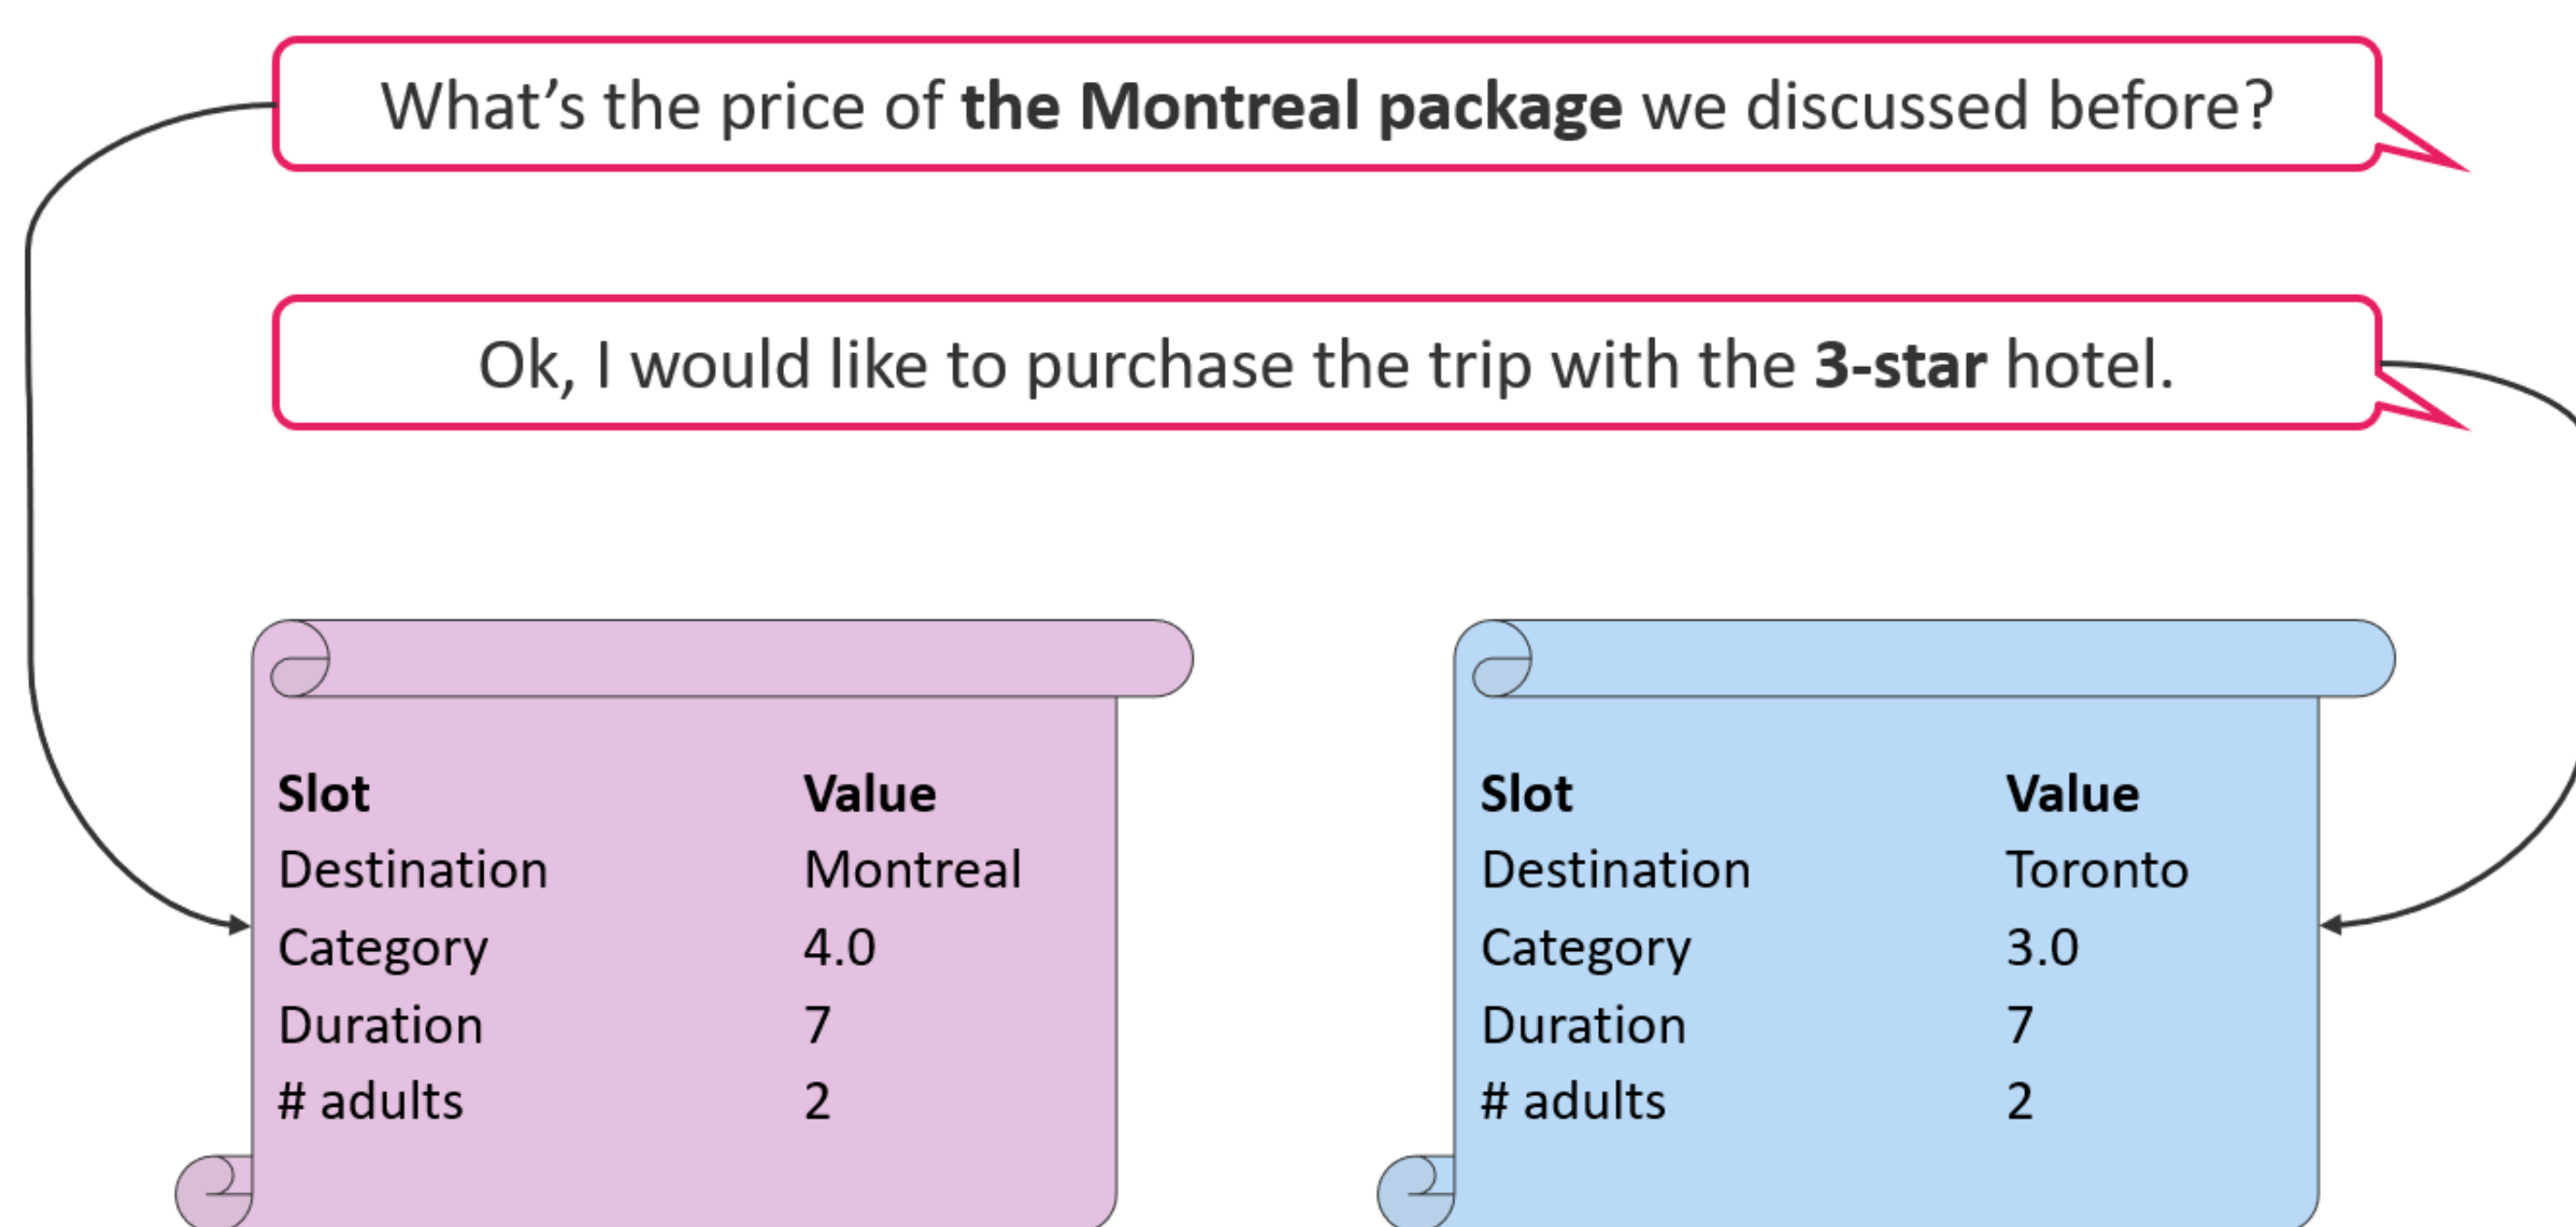 What’s the price of the Montreal package we discussed before?
Ok, I would like to purchase the trip with the 3-star hotel.
Slot Value
Destination Montreal
Category 4.0
Duration 7
# adults 2
Slot Value
Destination Toronto
Category 3.0
Duration 7
# adults 2